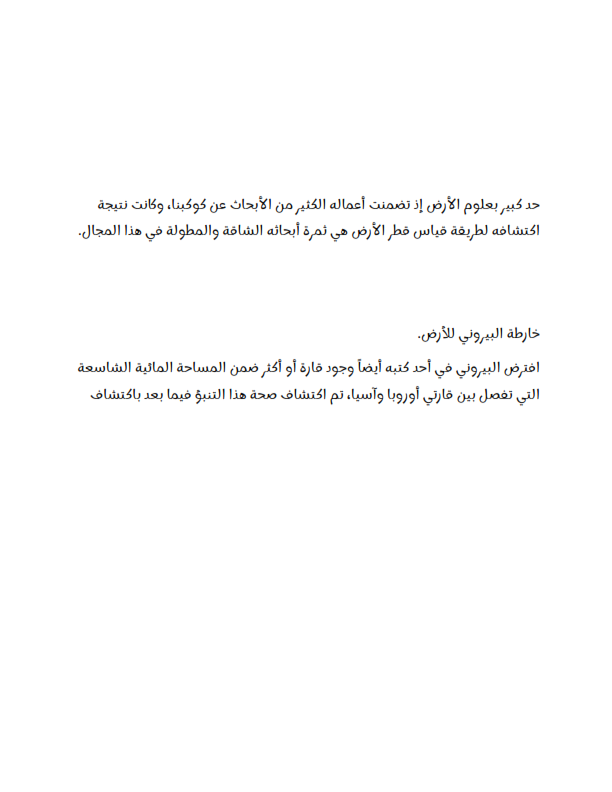 حد كبير بعلوم الأرض إذ تضمنت أعماله الكثير من الأبحاث عن كوكبنا، وكانت نتيجة
اكتشافه لطريقة قياس قطر الأرض هي ثمرة أبحاثه الشاقة والمطولة في هذا المجال.
خارطة البيروني للأرض.
افترض البيروني في أحد كتبه أيضاً وجود قارة أو أكثر ضمن المساحة المائية الشاسعة
التي تفصل بين قارتي أوروبا وآسيا، تم اكتشاف صحة هذا التنبؤ فيما بعد باكتشاف